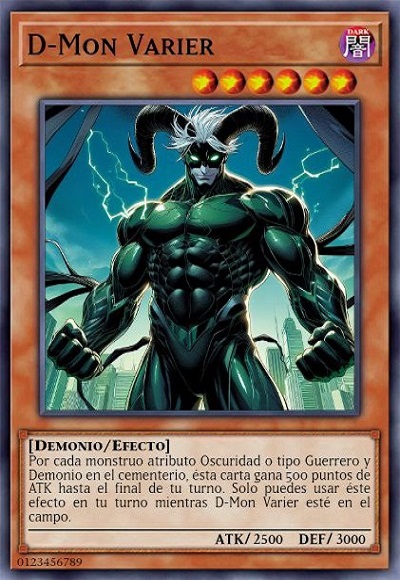 D-Mon Varier
DARK
闇
[Demonio/Efecto]
Por cada monstruo atributo Oscuridad o tipo Guerrero y
Demonio en el cementerio, ésta carta gana 500 puntos de
ATK hasta el final de tu turno. Solo puedes usar éste
efecto en tu turno mientras D-Mon Varier esté en el
campo.
ATK/ 2500 DEF/ 3000
0123456789